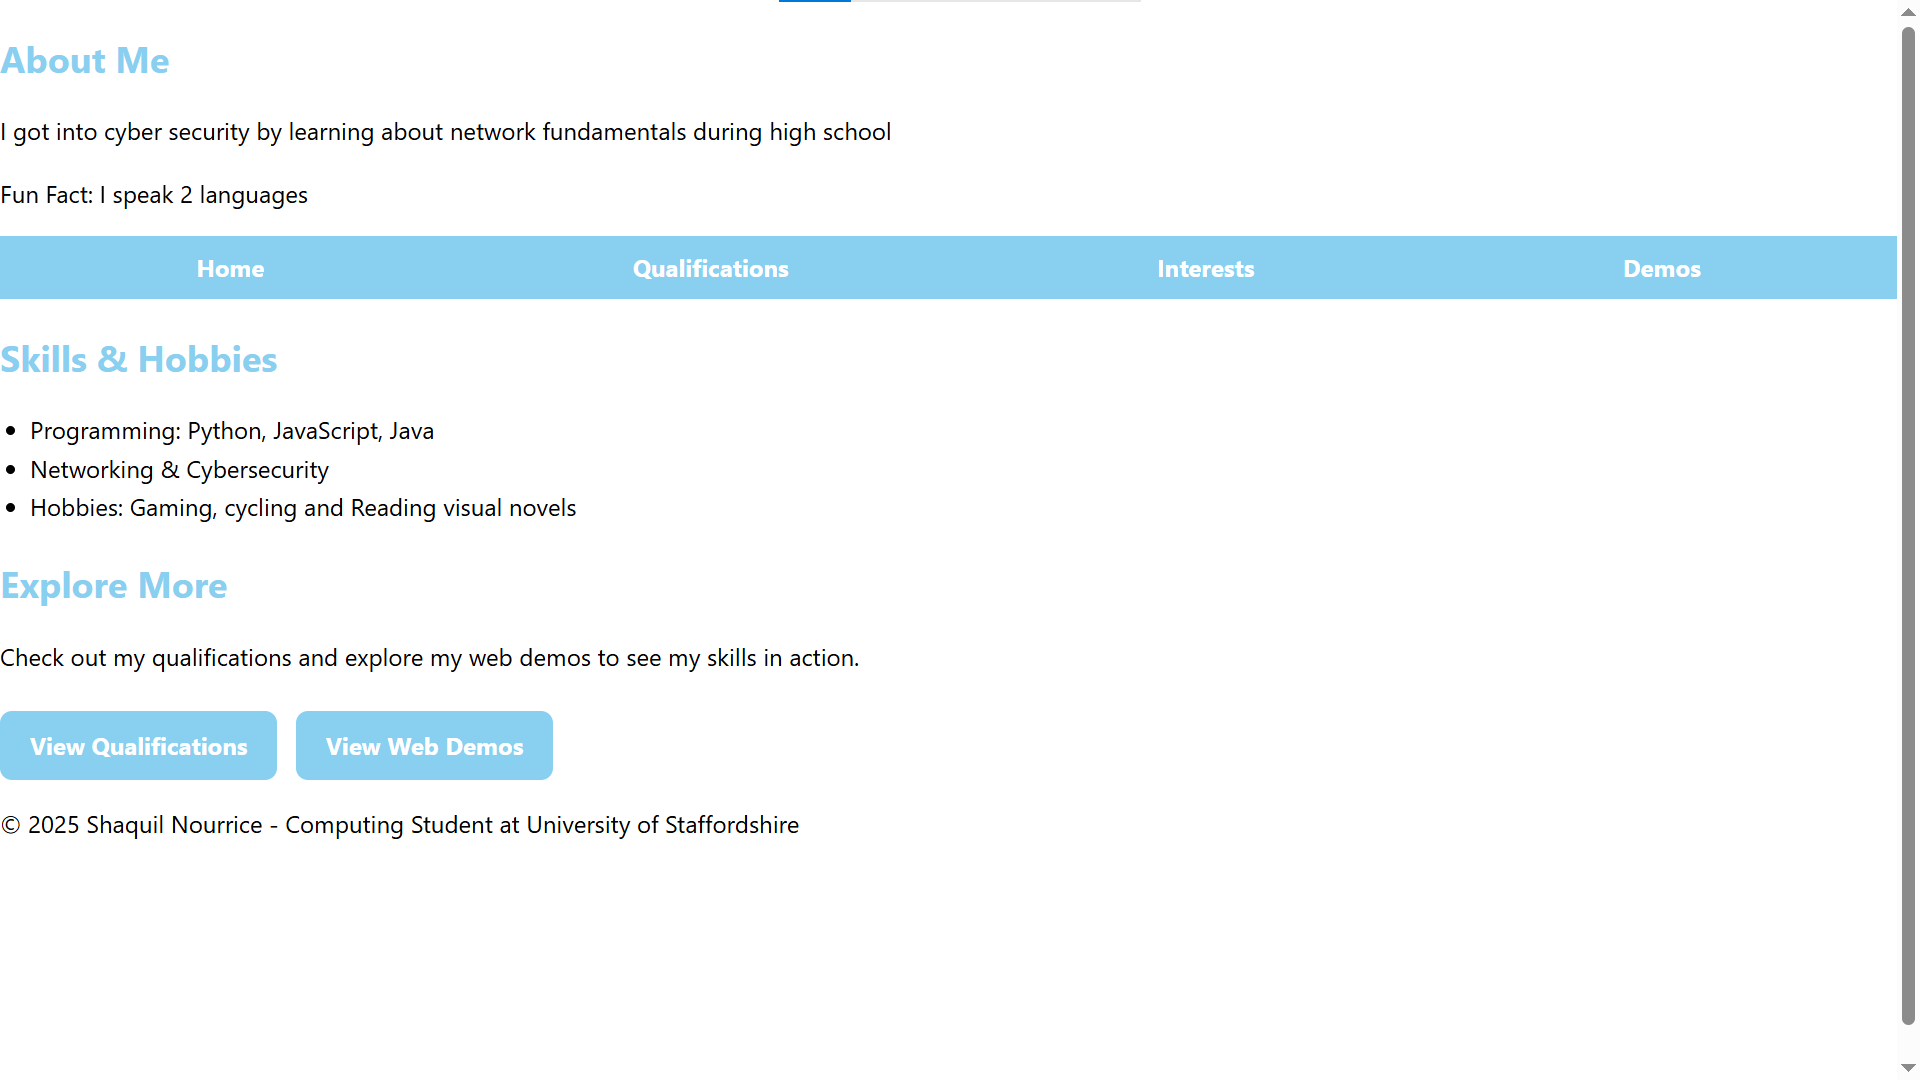 About Me
I got into cyber security by learning about network fundamentals during high school
Fun Fact: I speak 2 languages
Home Qualifications Interests Demos
Skills & Hobbies
Programming: Python, JavaScript, Java
Networking & Cybersecurity
Hobbies: Gaming, cycling and Reading visual novels
Explore More
Check out my qualifications and explore my web demos to see my skills in action.
View Qualifications View Web Demos
© 2025 Shaquil Nourrice - Computing Student at University of Staffordshire